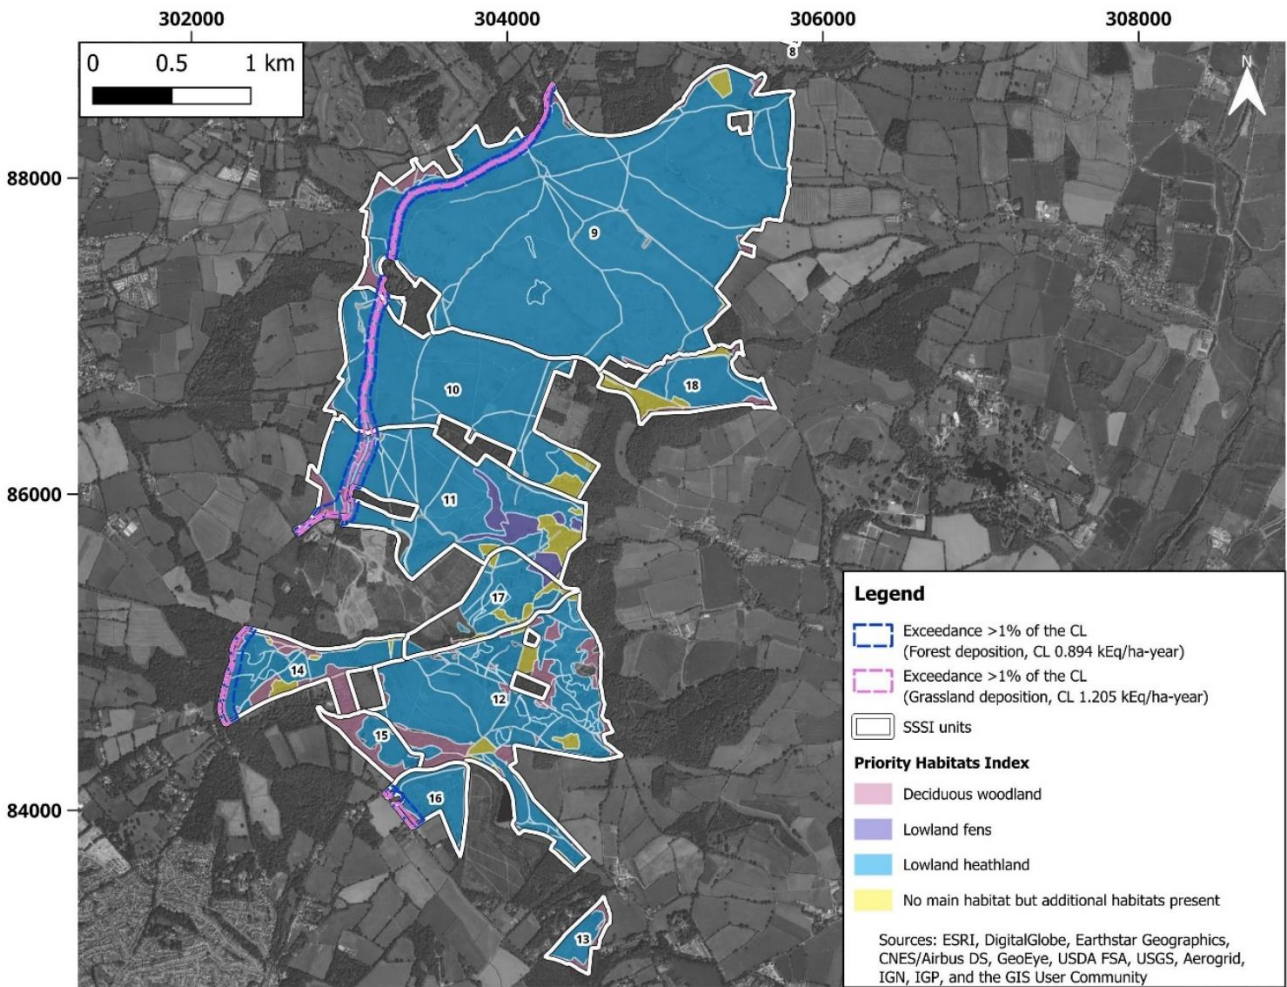 302000 304000 306000 308000
0 0.5 1 km
8
N
88000
9
10
18
86000
11
17
14
12
15
84000
16
13
Legend
Exceedance >1% of the CL
(Forest deposition, CL 0.894 kEq/ha-year)
Exceedance >1% of the CL
(Grassland deposition, CL 1.205 kEq/ha-year)
SSSI units
Priority Habitats Index
Deciduous woodland
Lowland fens
Lowland heathland
No main habitat but additional habitats present
Sources: ESRI, DigitalGlobe, Earthstar Geographics,
CNES/Airbus DS, GeoEye, USDA FSA, USGS, Aerogrid,
IGN, IGP, and the GIS User Community